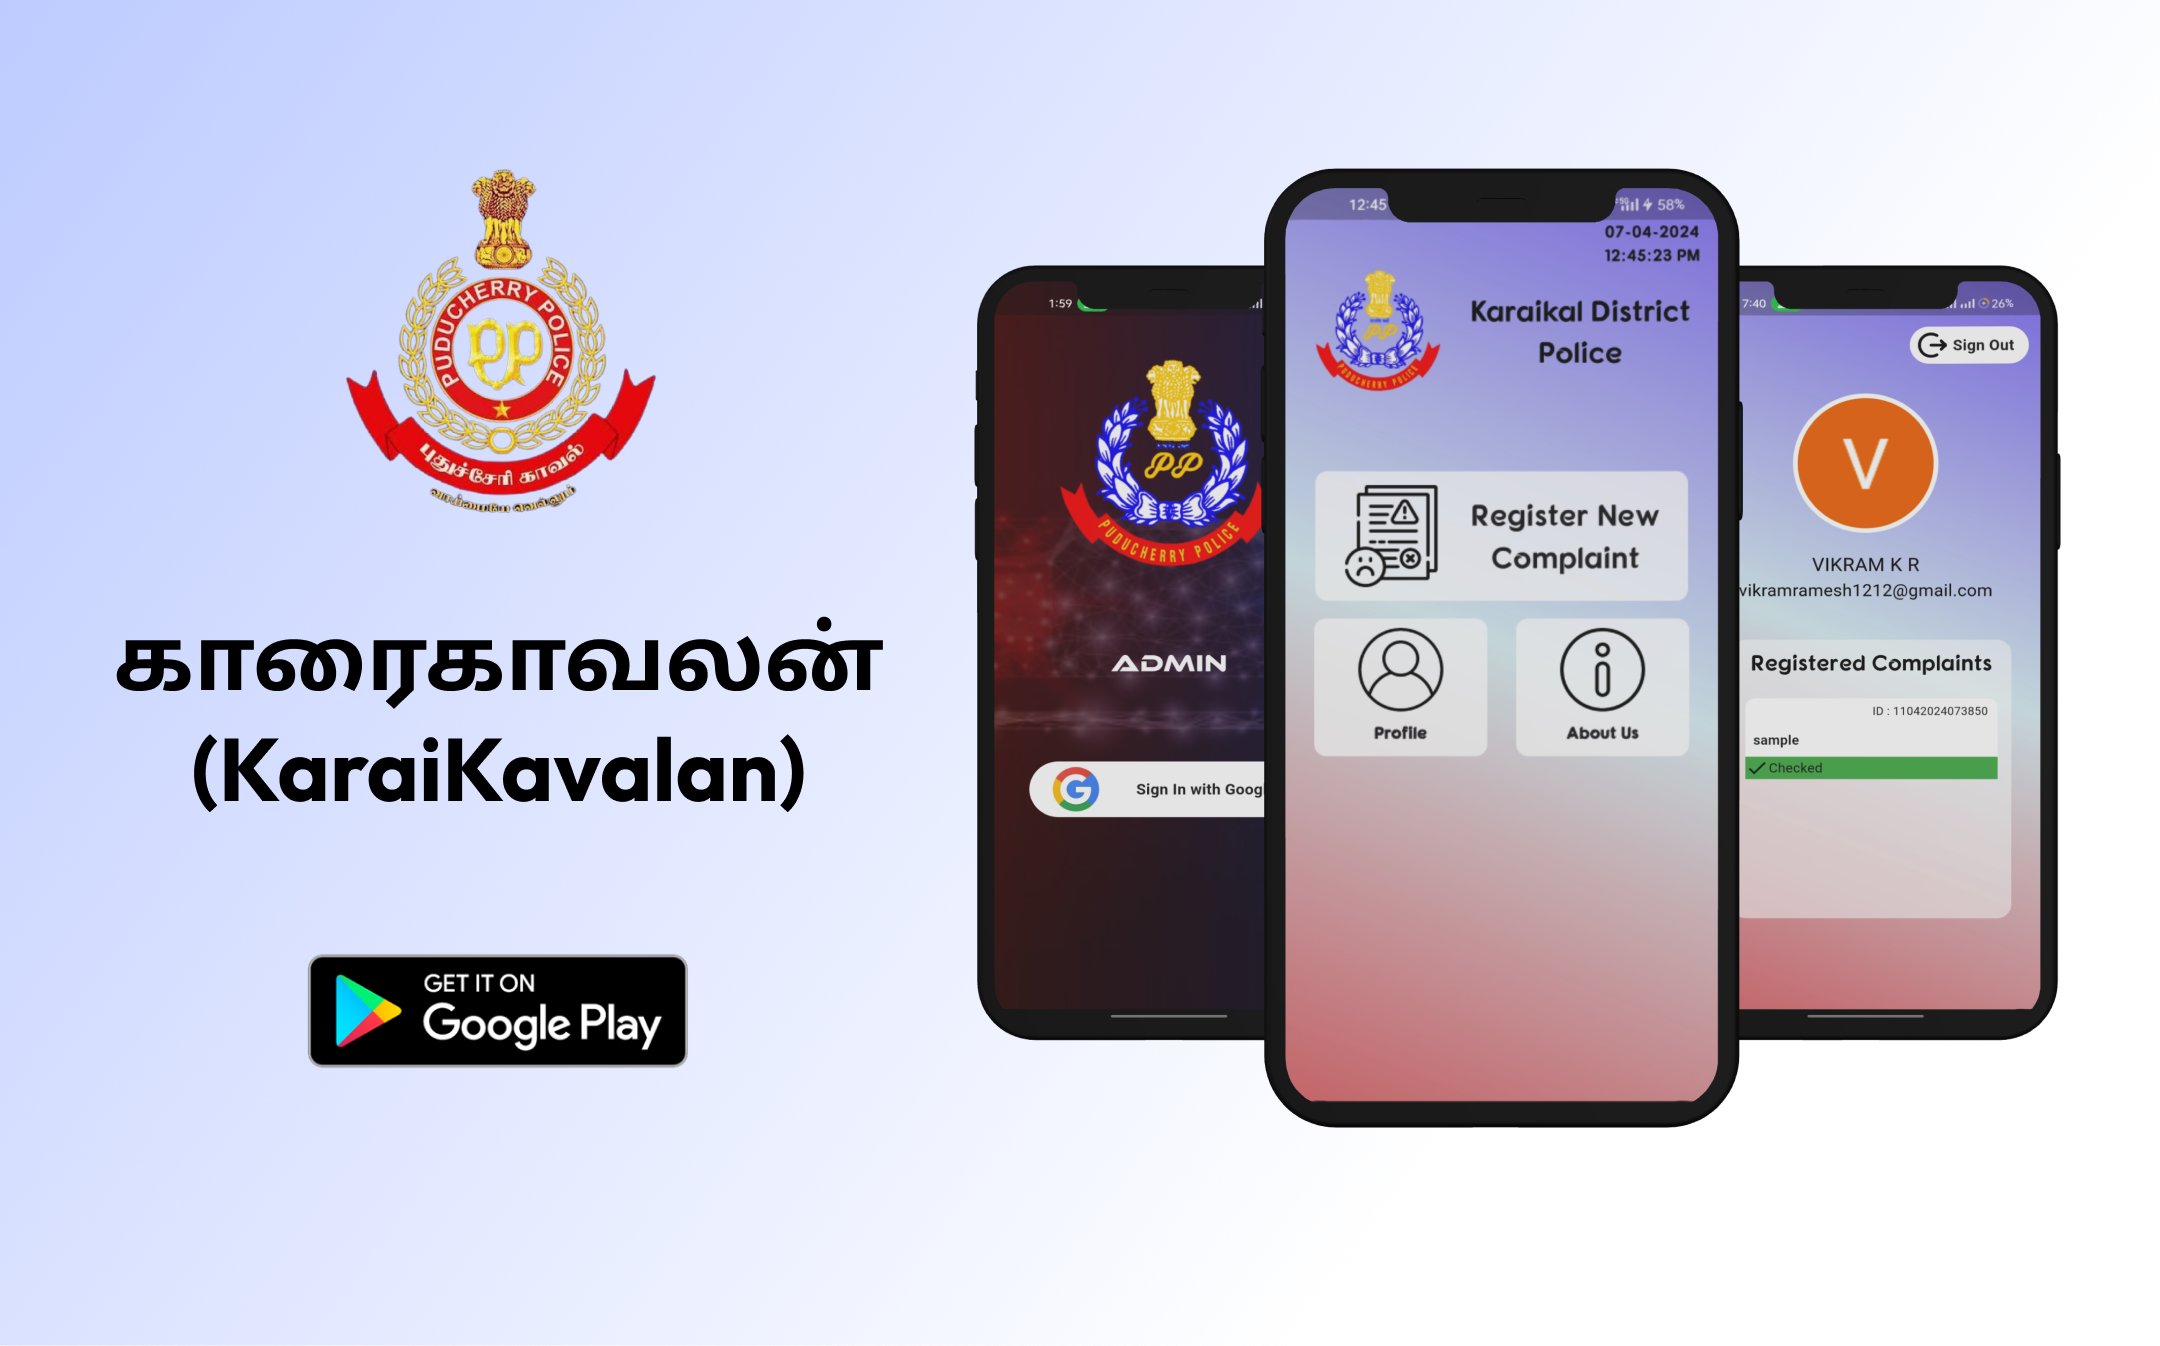 PUDUCHERRY POLICE
PP
புதுச்சேரி காவல்
வாய்மையே வெல்லும்
காரைகாவலன்
(KaraiKavalan)
GET IT ON
Google Play
1:59
PP
PUDUCHERRY POLICE
ADMIN
Sign In with Goog
12:45
58%
07-04-2024
12:45:23 PM
PP
PUDUCHERRY POLICE
Karaikal District
Police
Register New
Complaint
Profile
About Us
7:40
26%
Sign Out
V
VIKRAM K R
vikramramesh1212@gmail.com
Registered Complaints
ID : 11042024073850
sample
Checked